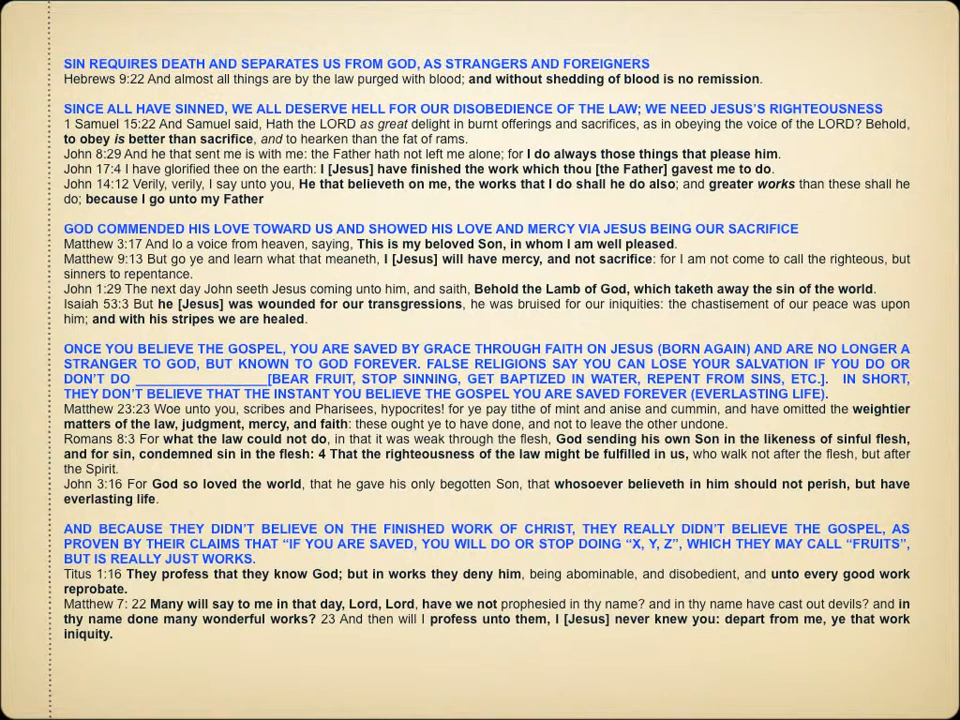 SIN REQUIRES DEATH AND SEPARATES US FROM GOD, AS STRANGERS AND FOREIGNERS
Hebrews 9:22 And almost all things are by the law purged with blood; and without shedding of blood is no remission.
SINCE ALL HAVE SINNED, WE ALL DESERVE HELL FOR OUR DISOBEDIENCE OF THE LAW; WE NEED JESUS'S RIGHTEOUSNESS
1 Samuel 15:22 And Samuel said, Hath the LORD as great delight in burnt offerings and sacrifices, as in obeying the voice of the LORD? Behold,
to obey is better than sacrifice, and to hearken than the fat of rams.
John 8:29 And he that sent me is with me: the Father hath not left me alone; for I do always those things that please him.
John 17:4 I have glorified thee on the earth: I [Jesus] have finished the work which thou [the Father] gavest me to do.
John 14:12 Verily, verily, I say unto you, He that believeth on me, the works that I do shall he do also; and greater works than these shall he
do; because I go unto my Father
GOD COMMENDED HIS LOVE TOWARD US AND SHOWED HIS LOVE AND MERCY VIA JESUS BEING OUR SACRIFICE
Matthew 3:17 And lo a voice from heaven, saying, This is my beloved Son, in whom I am well pleased.
Matthew 9:13 But go ye and learn what that meaneth, I [Jesus] will have mercy, and not sacrifice: for I am not come to call the righteous, but
sinners to repentance.
John 1:29 The next day John seeth Jesus coming unto him, and saith, Behold the Lamb of God, which taketh away the sin of the world.
Isaiah 53:3 But he [Jesus] was wounded for our transgressions, he was bruised for our iniquities: the chastisement of our peace was upon
him; and with his stripes we are healed.
ONCE YOU BELIEVE THE GOSPEL, YOU ARE SAVED BY GRACE THROUGH FAITH ON JESUS (BORN AGAIN) AND ARE NO LONGER A
STRANGER TO GOD, BUT KNOWN TO GOD FOREVER. FALSE RELIGIONS SAY YOU CAN LOSE YOUR SALVATION IF YOU DO OR
DON'T DO __________________[BEAR FRUIT, STOP SINNING, GET BAPTIZED IN WATER, REPENT FROM SINS, ETC.]. IN SHORT,
THEY DON'T BELIEVE THAT THE INSTANT YOU BELIEVE THE GOSPEL YOU ARE SAVED FOREVER (EVERLASTING LIFE).
Matthew 23:23 Woe unto you, scribes and Pharisees, hypocrites! for ye pay tithe of mint and anise and cummin, and have omitted the weightier
matters of the law, judgment, mercy, and faith: these ought ye to have done, and not to leave the other undone.
Romans 8:3 For what the law could not do, in that it was weak through the flesh, God sending his own Son in the likeness of sinful flesh,
and for sin, condemned sin in the flesh: 4 That the righteousness of the law might be fulfilled in us, who walk not after the flesh, but after
the Spirit.
John 3:16 For God so loved the world, that he gave his only begotten Son, that whosoever believeth in him should not perish, but have
everlasting life.
AND BECAUSE THEY DIDN'T BELIEVE ON THE FINISHED WORK OF CHRIST, THEY REALLY DIDN'T BELIEVE THE GOSPEL, AS
PROVEN BY THEIR CLAIMS THAT “IF YOU ARE SAVED, YOU WILL DO OR STOP DOING “X, Y, Z”, WHICH THEY MAY CALL “FRUITS”,
BUT IS REALLY JUST WORKS.
Titus 1:16 They profess that they know God; but in works they deny him, being abominable, and disobedient, and unto every good work
reprobate.
Matthew 7: 22 Many will say to me in that day, Lord, Lord, have we not prophesied in thy name? and in thy name have cast out devils? and in
thy name done many wonderful works? 23 And then will I profess unto them, I [Jesus] never knew you: depart from me, ye that work
iniquity.